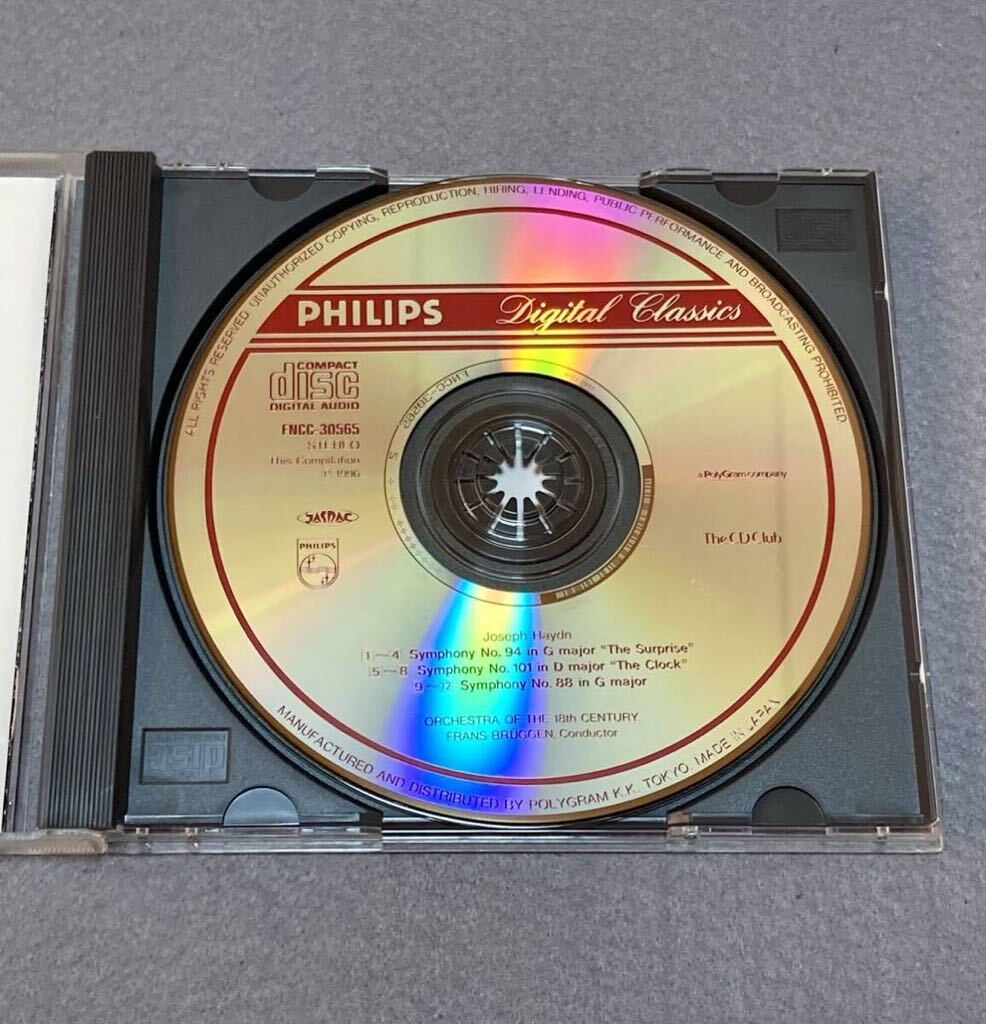 ALL RIGHTS RESERVED UNAUTHORIZED COPYING, REPRODUCTION, HIRING, LENDING, PUBLIC PERFORMANCE AND BROADCASTING PROHIBITED.
PHILIPS Digital Classics
COMPACT
disc
DIGITAL AUDIO
FNCC-30565
STEREO
This Compilation
℗ 1996
JASRAC
PHILIPS
FNCC-30565 2
a PolyGram company
The CD Club
Joseph Haydn
1~4 Symphony No. 94 in G major "The Surprise"
5~8 Symphony No. 101 in D major "The Clock"
9~12 Symphony No. 88 in G major
ORCHESTRA OF THE 18th CENTURY
FRANS BRÜGGEN, Conductor
MANUFACTURED AND DISTRIBUTED BY POLYGRAM K.K. TOKYO. MADE IN JAPAN
disc